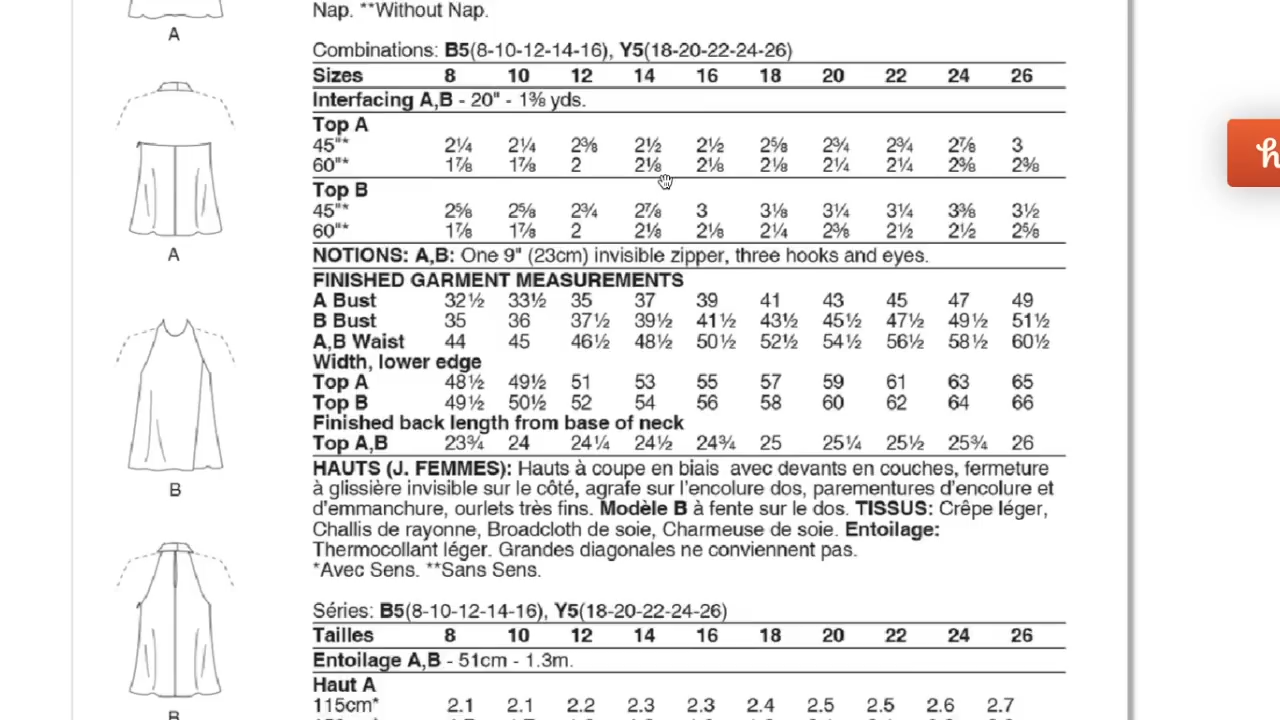 Nap. **Without Nap.
A
Combinations: B5(8-10-12-14-16), Y5(18-20-22-24-26)
Sizes 8 10 12 14 16 18 20 22 24 26
Interfacing A,B - 20" - 1⅜ yds.
Top A
45"* 2¼ 2¼ 2⅜ 2½ 2½ 2⅝ 2¾ 2¾ 2⅞ 3
60"* 1⅞ 1⅞ 2 2⅛ 2⅛ 2⅛ 2¼ 2¼ 2⅜ 2⅜
Top B
45"* 2⅝ 2⅝ 2¾ 2⅞ 3 3⅛ 3¼ 3¼ 3⅜ 3½
60"* 1⅞ 1⅞ 2 2⅛ 2⅛ 2¼ 2⅜ 2½ 2½ 2⅝
A
NOTIONS: A,B: One 9" (23cm) invisible zipper, three hooks and eyes.
FINISHED GARMENT MEASUREMENTS
A Bust 32½ 33½ 35 37 39 41 43 45 47 49
B Bust 35 36 37½ 39½ 41½ 43½ 45½ 47½ 49½ 51½
A,B Waist 44 45 46½ 48½ 50½ 52½ 54½ 56½ 58½ 60½
Width, lower edge
Top A 48½ 49½ 51 53 55 57 59 61 63 65
Top B 49½ 50½ 52 54 56 58 60 62 64 66
Finished back length from base of neck
Top A,B 23¾ 24 24¼ 24½ 24¾ 25 25¼ 25½ 25¾ 26
HAUTS (J. FEMMES): Hauts à coupe en biais avec devants en couches, fermeture
à glissière invisible sur le côté, agrafe sur l'encolure dos, parementures d'encolure et
B
d'emmanchure, ourlets très fins. Modèle B à fente sur le dos. TISSUS: Crêpe léger,
Challis de rayonne, Broadcloth de soie, Charmeuse de soie. Entoilage:
Thermocollant léger. Grandes diagonales ne conviennent pas.
*Avec Sens. **Sans Sens.
Séries: B5(8-10-12-14-16), Y5(18-20-22-24-26)
Tailles 8 10 12 14 16 18 20 22 24 26
Entoilage A,B - 51cm - 1.3m.
Haut A
115cm* 2.1 2.1 2.2 2.3 2.3 2.4 2.5 2.5 2.6 2.7
B
h